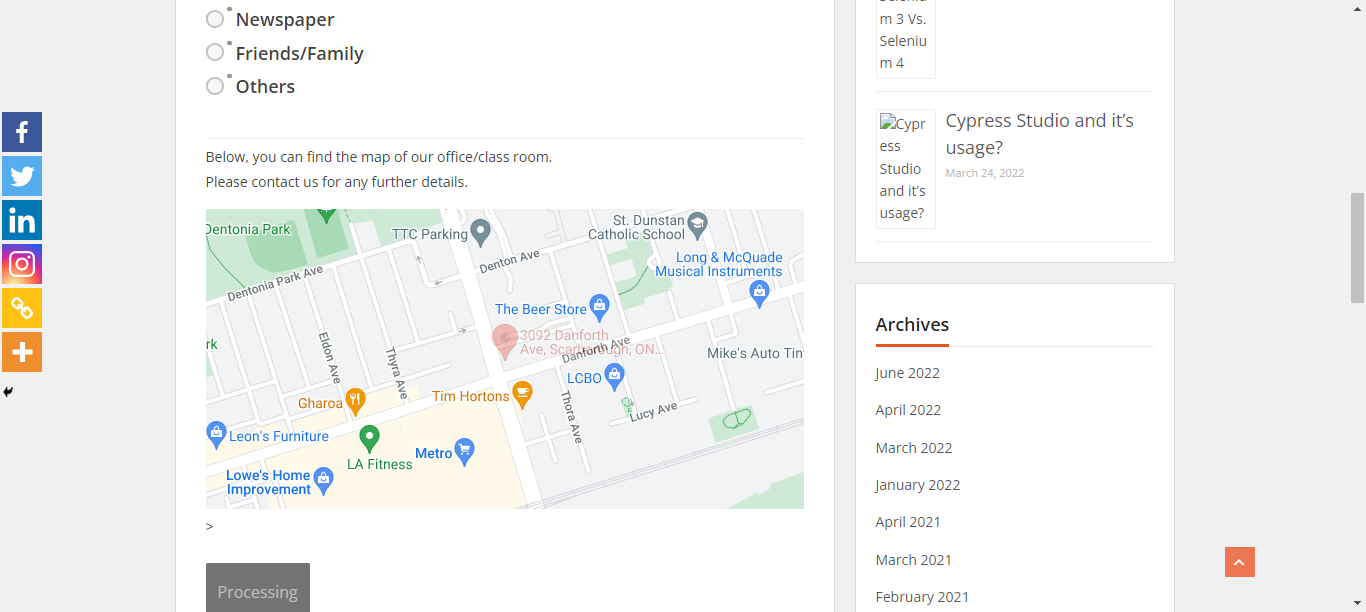 Newspaper
Friends/Family
Others
Below, you can find the map of our office/class room.
Please contact us for any further details.
Dentonia Park
TTC Parking
St. Dunstan
Catholic School
Denton Ave
Long & McQuade
Musical Instruments
Dentonia Park Ave
The Beer Store
3092 Danforth
Ave, Scarborough, ON...
Danforth Ave
rk
Eldon Ave
Thyra Ave
Mike's Auto Tin
LCBO
Tim Hortons
Gharoa
Thora Ave
Lucy Ave
Leon's Furniture
Metro
LA Fitness
Lowe's Home
Improvement
>
Processing
m 3 Vs.
Seleniu
m 4
Cypr
ess
Studio
and it's
usage?
Cypress Studio and it's
usage?
March 24, 2022
Archives
June 2022
April 2022
March 2022
January 2022
April 2021
March 2021
February 2021